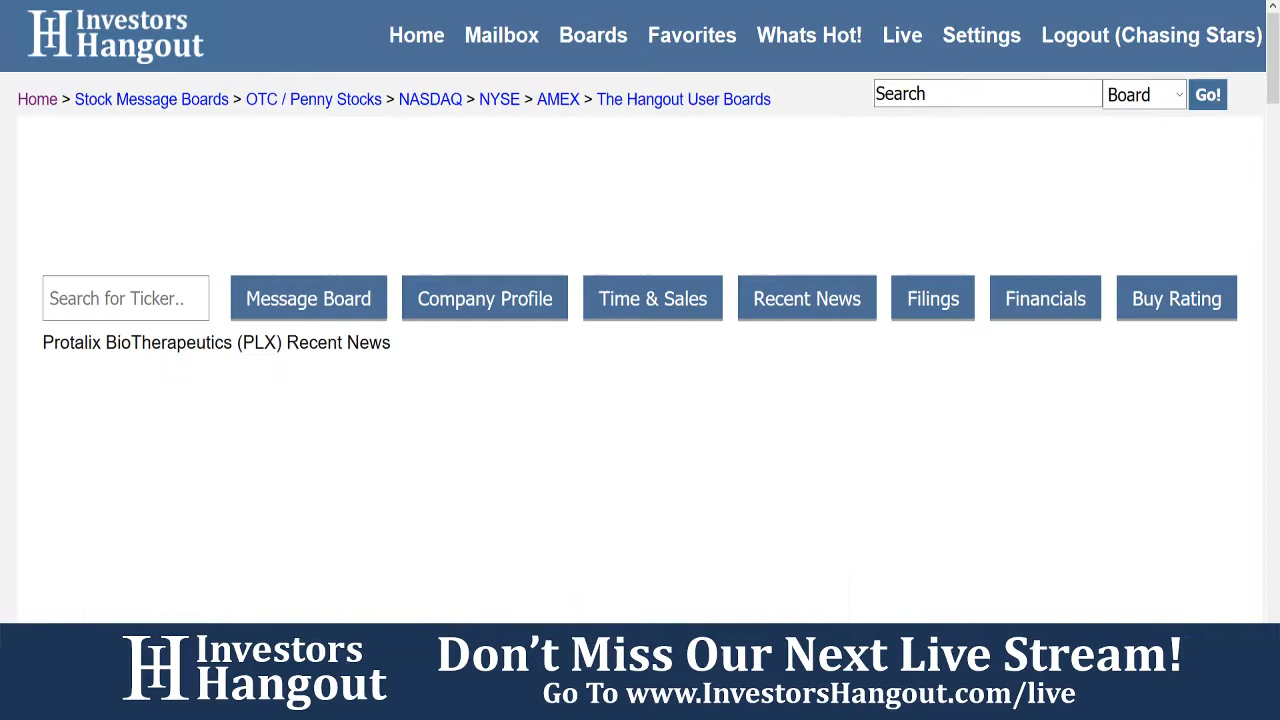 Investors
Hangout
Home Mailbox Boards Favorites Whats Hot! Live Settings Logout (Chasing Stars)
Home > Stock Message Boards > OTC / Penny Stocks > NASDAQ > NYSE > AMEX > The Hangout User Boards
Search Board Go!
Search for Ticker.. Message Board Company Profile Time & Sales Recent News Filings Financials Buy Rating
Protalix BioTherapeutics (PLX) Recent News
Investors
Hangout
Don't Miss Our Next Live Stream!
Go To www.InvestorsHangout.com/live